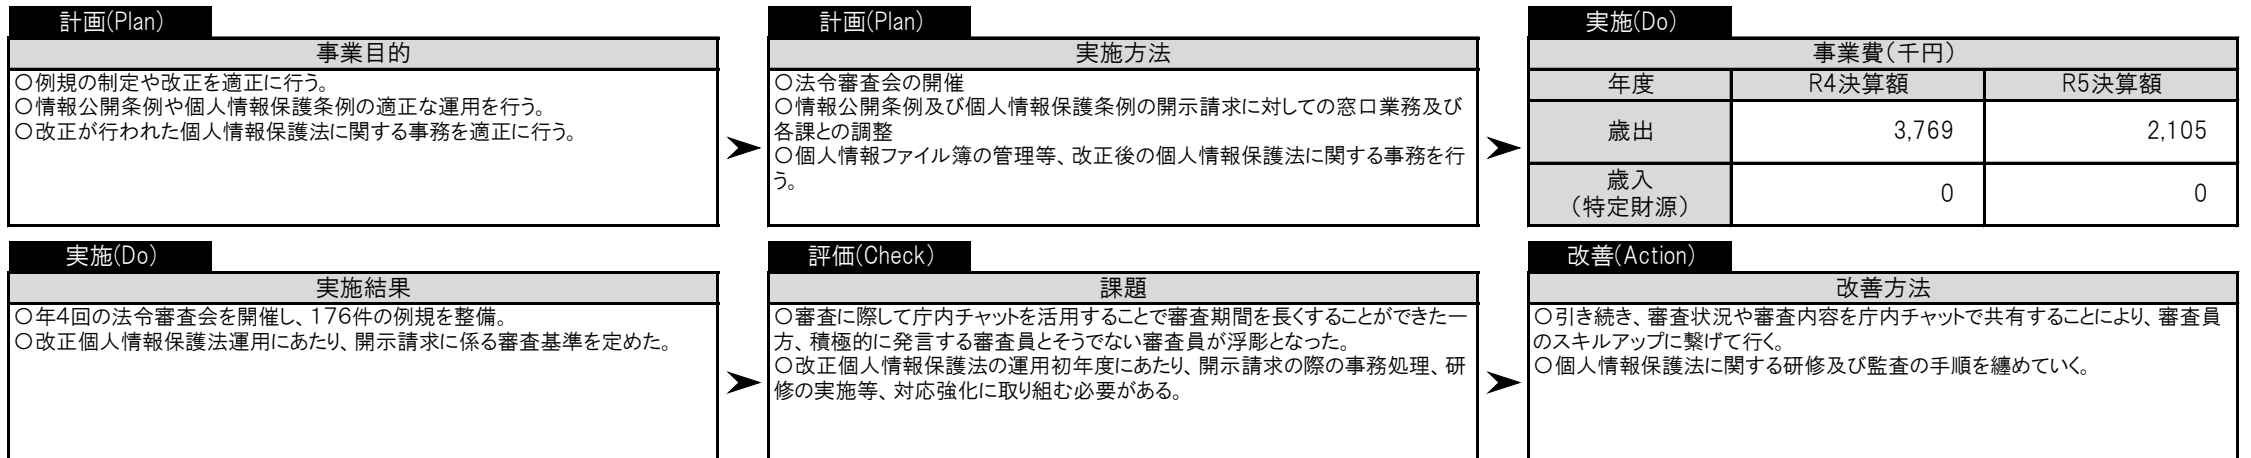 計画(Plan)
事業目的
○例規の制定や改正を適正に行う。
○情報公開条例や個人情報保護条例の適正な運用を行う。
○改正が行われた個人情報保護法に関する事務を適正に行う。
計画(Plan)
実施方法
○法令審査会の開催
○情報公開条例及び個人情報保護条例の開示請求に対しての窓口業務及び
各課との調整
○個人情報ファイル簿の管理等、改正後の個人情報保護法に関する事務を行
う。
実施(Do)
事業費(千円)
年度 R4決算額 R5決算額
歳出 3,769 2,105
歳入
(特定財源) 0 0
実施(Do)
実施結果
○年4回の法令審査会を開催し、176件の例規を整備。
○改正個人情報保護法運用にあたり、開示請求に係る審査基準を定めた。
評価(Check)
課題
○審査に際して庁内チャットを活用することで審査期間を長くすることができた一
方、積極的に発言する審査員とそうでない審査員が浮彫となった。
○改正個人情報保護法の運用初年度にあたり、開示請求の際の事務処理、研
修の実施等、対応強化に取り組む必要がある。
改善(Action)
改善方法
○引き続き、審査状況や審査内容を庁内チャットで共有することにより、審査員
のスキルアップに繋げて行く。
○個人情報保護法に関する研修及び監査の手順を纏めていく。